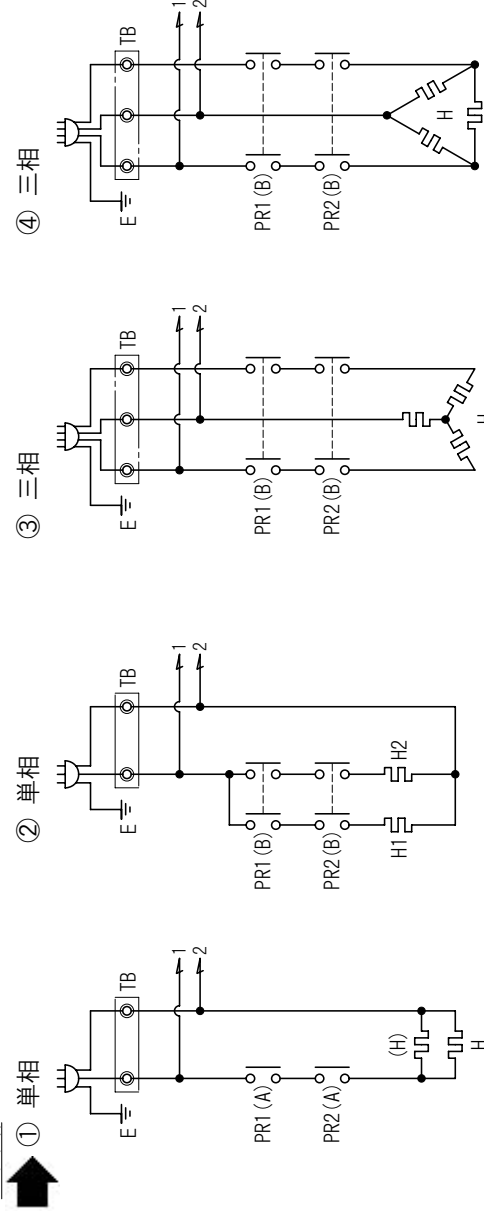 ① 単相
TB
E
1
2
PR1(A)
PR2(A)
(H)
H
② 単相
TB
E
1
2
PR1(B)
PR2(B)
H1
H2
③ 三相
TB
E
1
2
PR1(B)
PR2(B)
H
④ 三相
TB
E
1
2
PR1(B)
PR2(B)
H